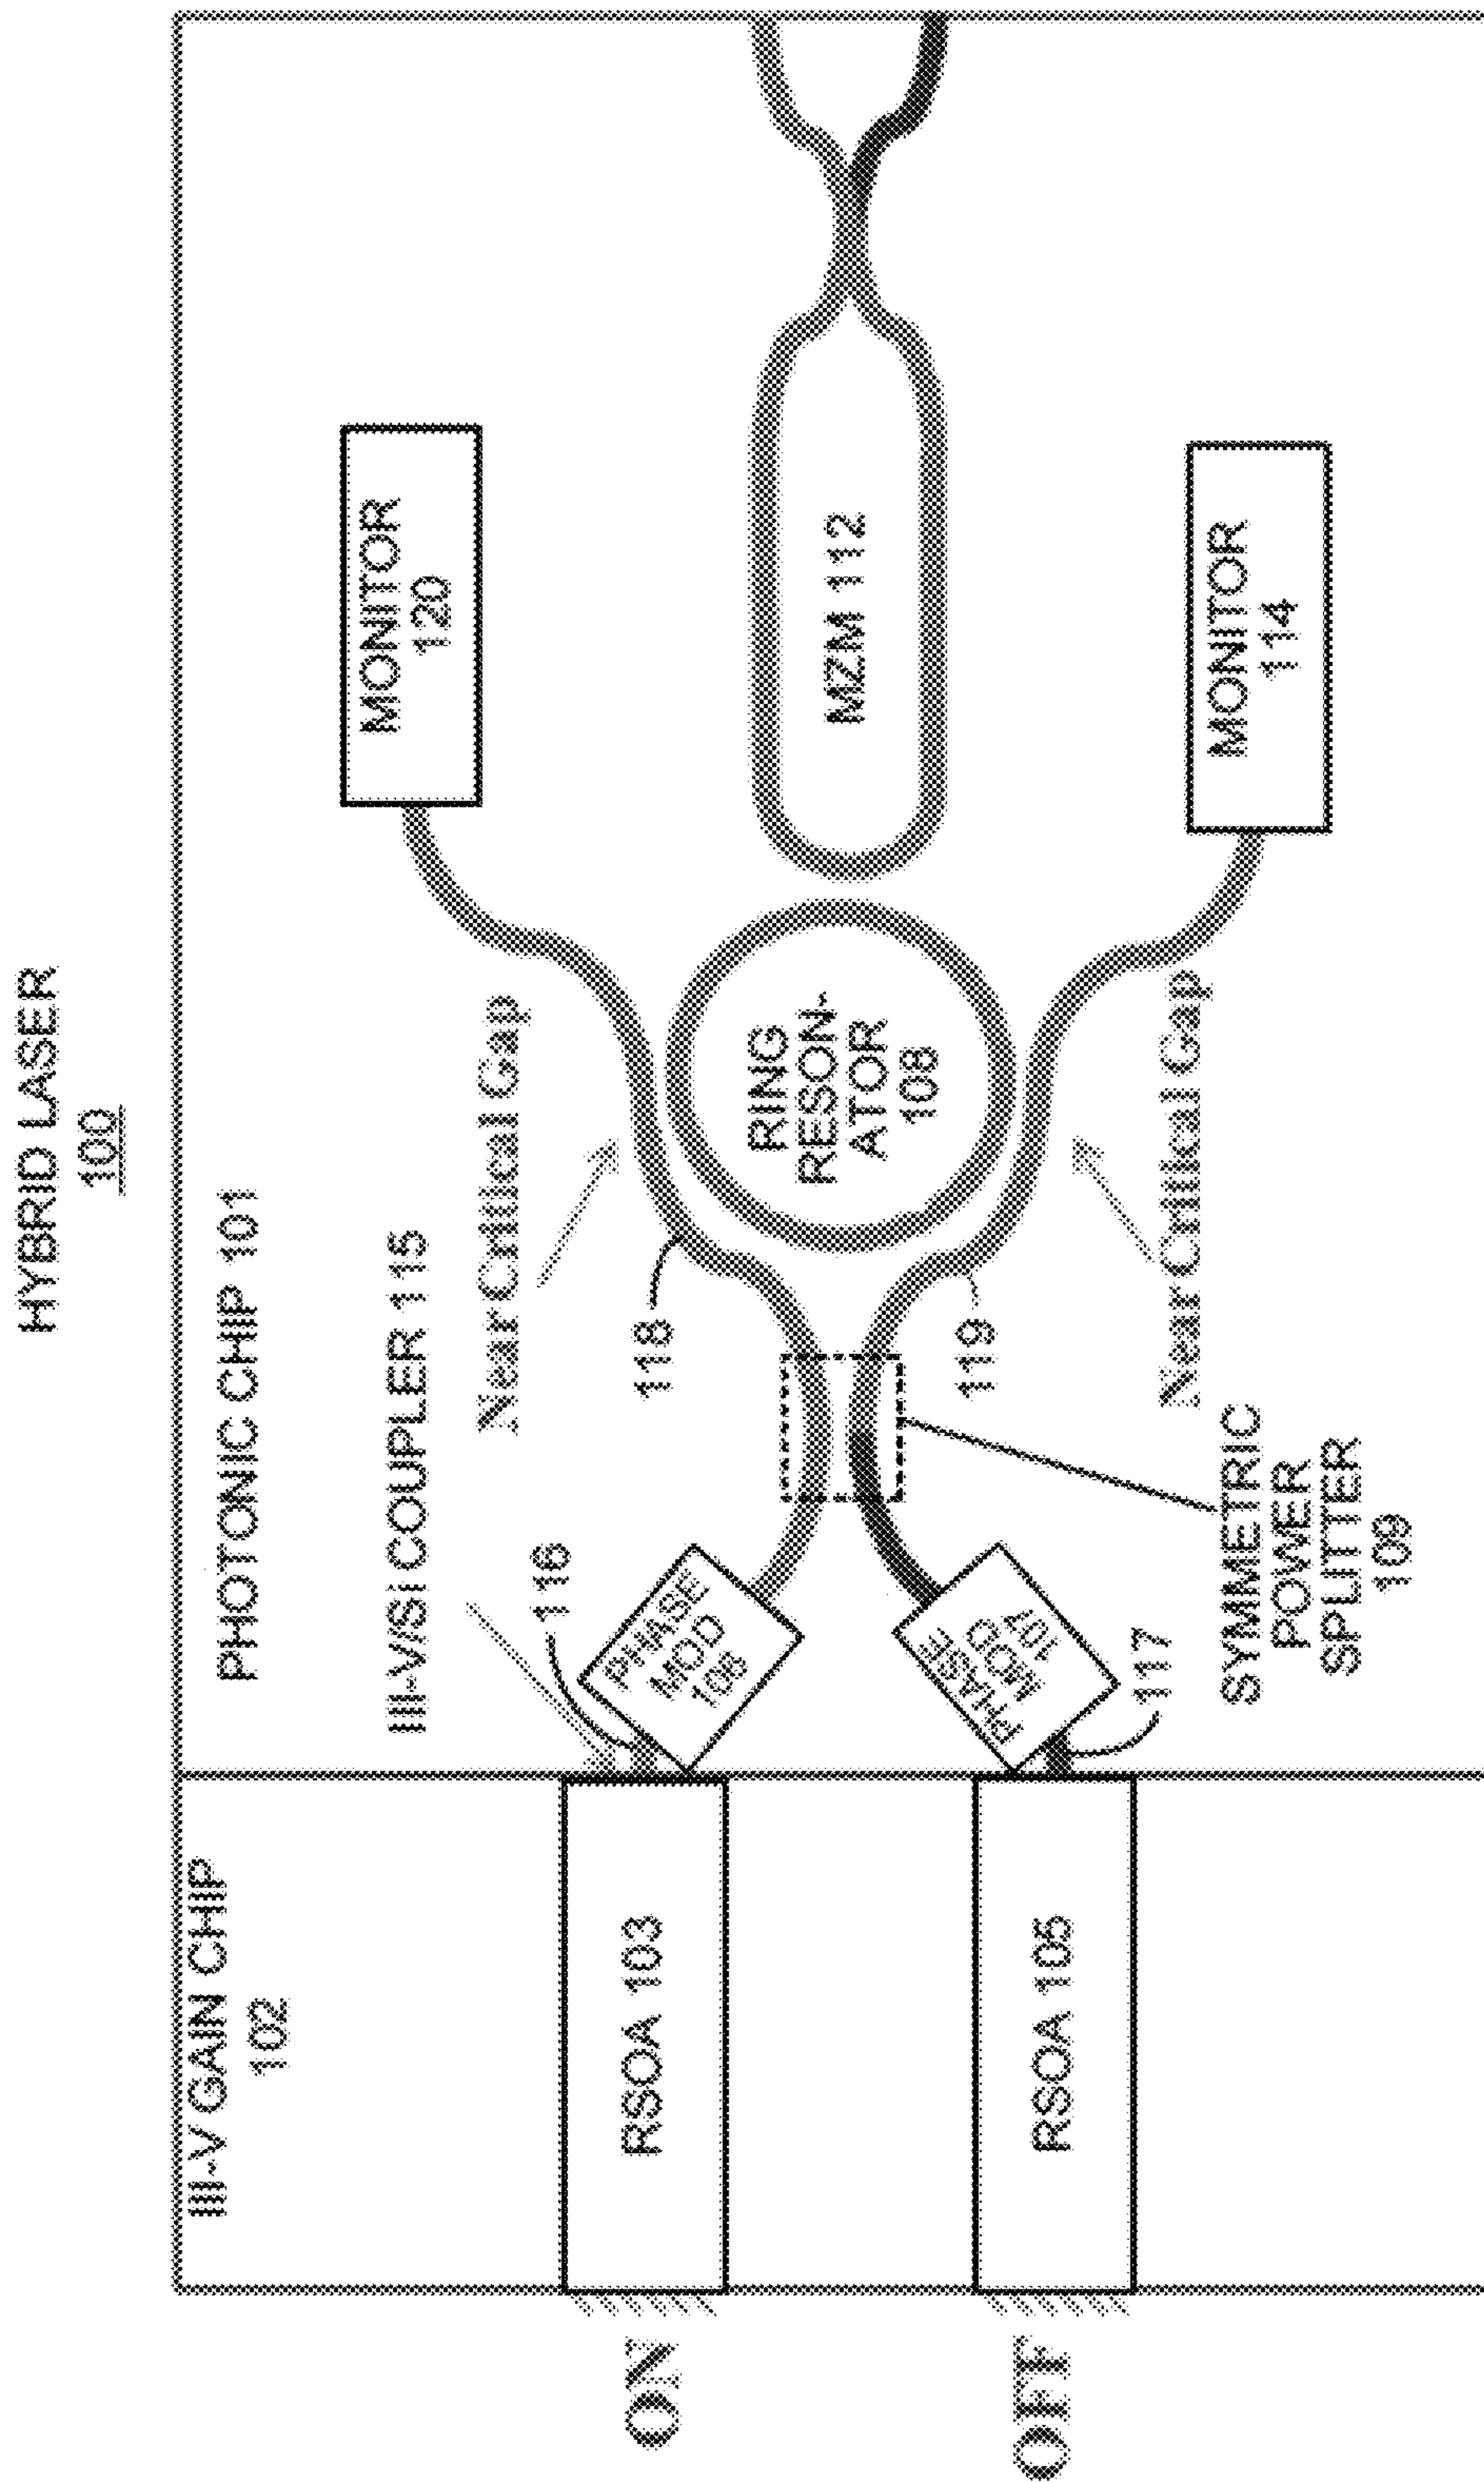 HYBRID LASER
100
III-V GAIN CHIP
102
PHOTONIC CHIP 101
III-V/Si COUPLER 115
116
Near Critical Gap
MONITOR
120
ON
RSOA 103
PHASE
MOD
106
118
RING
RESON-
ATOR
108
MZM 112
OFF
RSOA 105
PHASE
MOD
107
119
117
Near Critical Gap
SYMMETRIC
POWER
SPLITTER
109
MONITOR
114